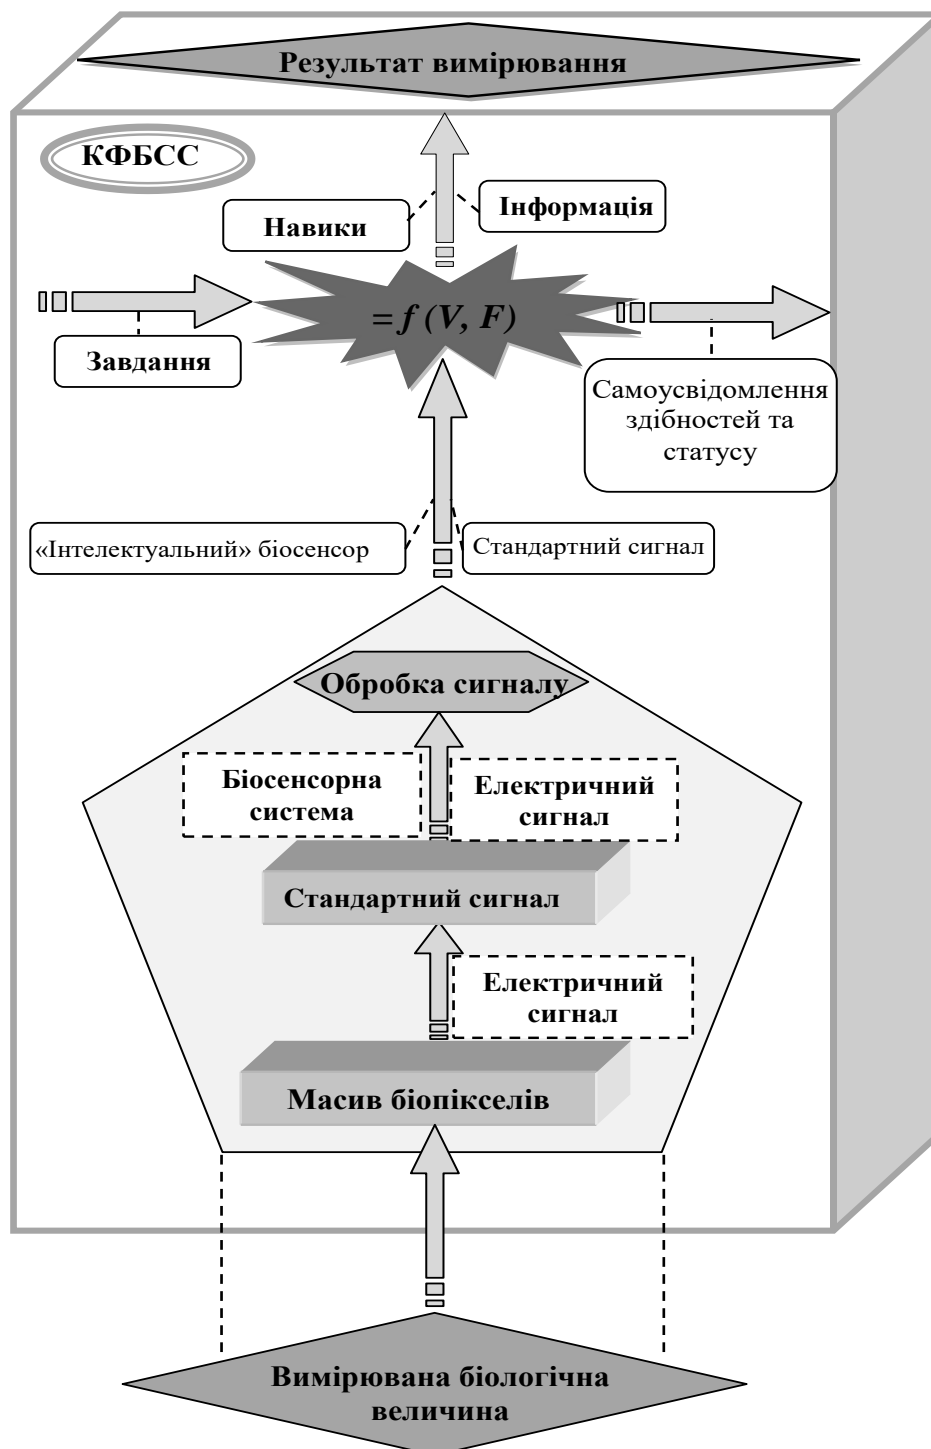 Результат вимірювання
КФБСС
Навики
Інформація
= f (V, F)
Завдання
Самоусвідомлення
здібностей та
статусу
«Інтелектуальний» біосенсор
Стандартний сигнал
Обробка сигналу
Біосенсорна
система
Електричний
сигнал
Стандартний сигнал
Електричний
сигнал
Масив біопікселів
Вимірювана біологічна
величина